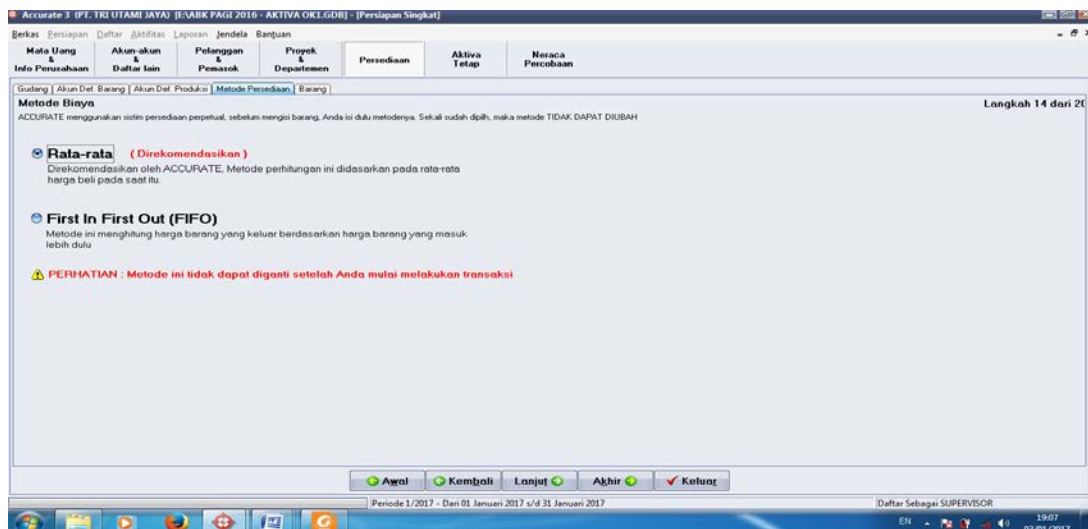 Accurate 3 (PT. TRI UTAMI JAYA) [E:\ABK PAGI 2016 - AKTIVA OK1.GDB] - [Persiapan Singkat]
Berkas Persiapan Daftar Aktifitas Laporan Jendela Bantuan
Mata Uang & Info Perusahaan
Akun-akun & Daftar lain
Pelanggan & Pemasok
Proyek & Departemen
Persediaan
Aktiva Tetap
Neraca Percobaan
Gudang Akun Def. Barang Akun Def. Produksi Metode Persediaan Barang
Metode Biaya
Langkah 14 dari 20
ACCURATE menggunakan sistim persediaan perpetual, sebelum mengisi barang, Anda isi dulu metodenya. Sekali sudah dipilh, maka metode TIDAK DAPAT DIUBAH
Rata-rata (Direkomendasikan)
Direkomendasikan oleh ACCURATE, Metode perhitungan ini didasarkan pada rata-rata
harga beli pada saat itu.
First In First Out (FIFO)
Metode ini menghitung harga barang yang keluar berdasarkan harga barang yang masuk
lebih dulu
PERHATIAN : Metode ini tidak dapat diganti setelah Anda mulai melakukan transaksi
Awal Kembali Lanjut Akhir Keluar
Periode 1/2017 - Dari 01 Januari 2017 s/d 31 Januari 2017
Daftar Sebagai SUPERVISOR
EN
19:07